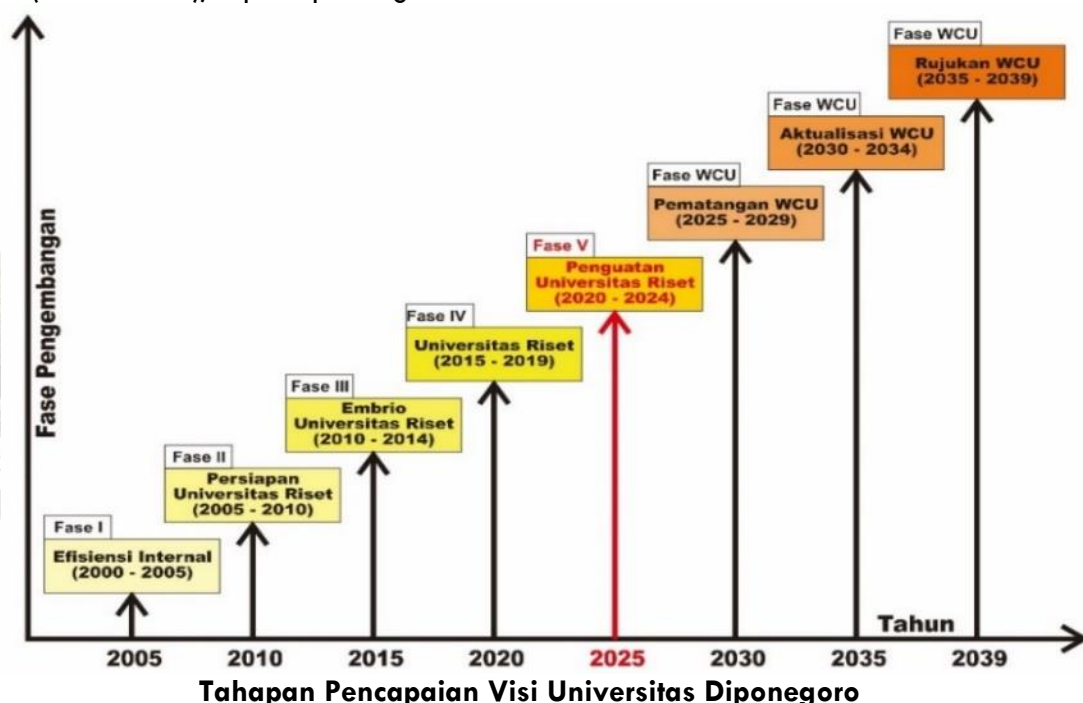 Fase WCU
Rujukan WCU
(2035 - 2039)
Fase WCU
Aktualisasi WCU
(2030 - 2034)
Fase WCU
Pematangan WCU
(2025 - 2029)
Fase V
Penguatan
Universitas Riset
(2020 - 2024)
Fase IV
Universitas Riset
(2015 - 2019)
Fase III
Embrio
Universitas Riset
(2010 - 2014)
Fase II
Persiapan
Universitas Riset
(2005 - 2010)
Fase I
Efisiensi Internal
(2000 - 2005)
Fase Pengembangan
Tahun
2005 2010 2015 2020 2025 2030 2035 2039
Tahapan Pencapaian Visi Universitas Diponegoro